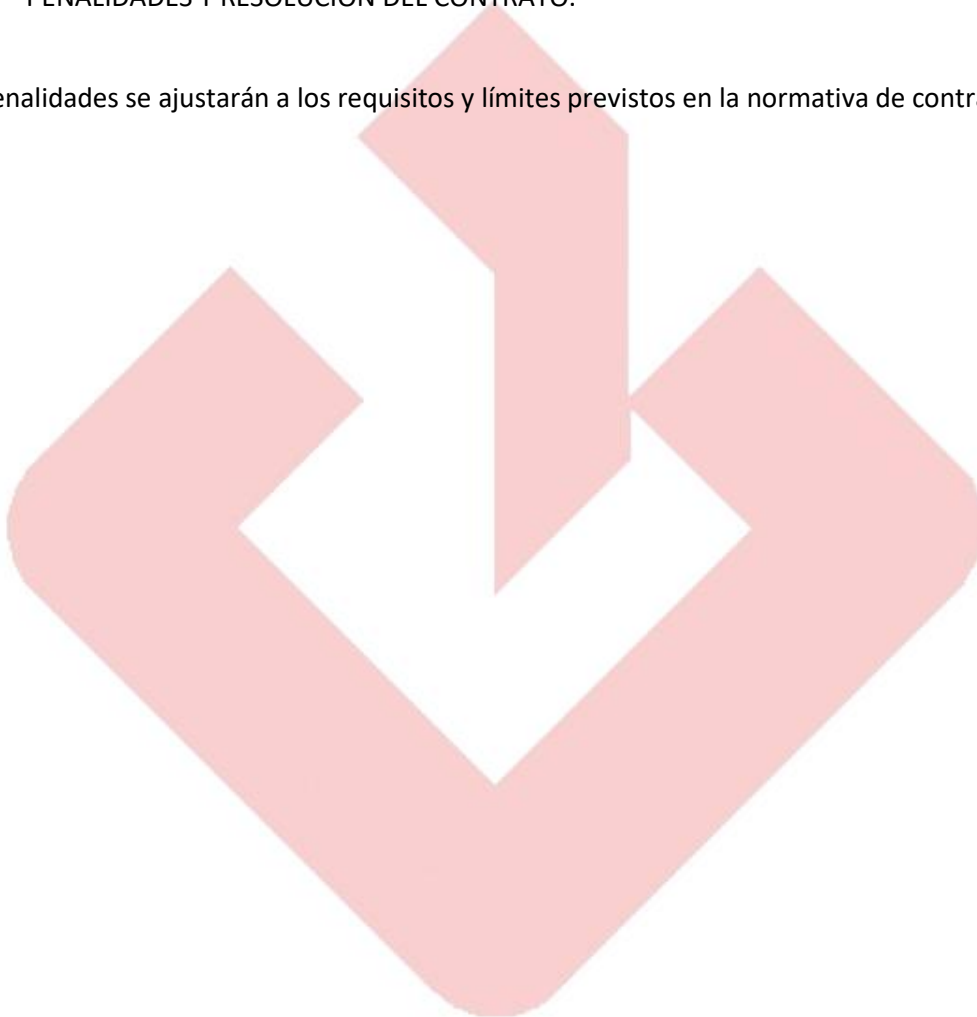 PENALIDADES Y RESOLUCIÓN DEL CONTRATO.
enalidades se ajustarán a los requisitos y límites previstos en la normativa de contra